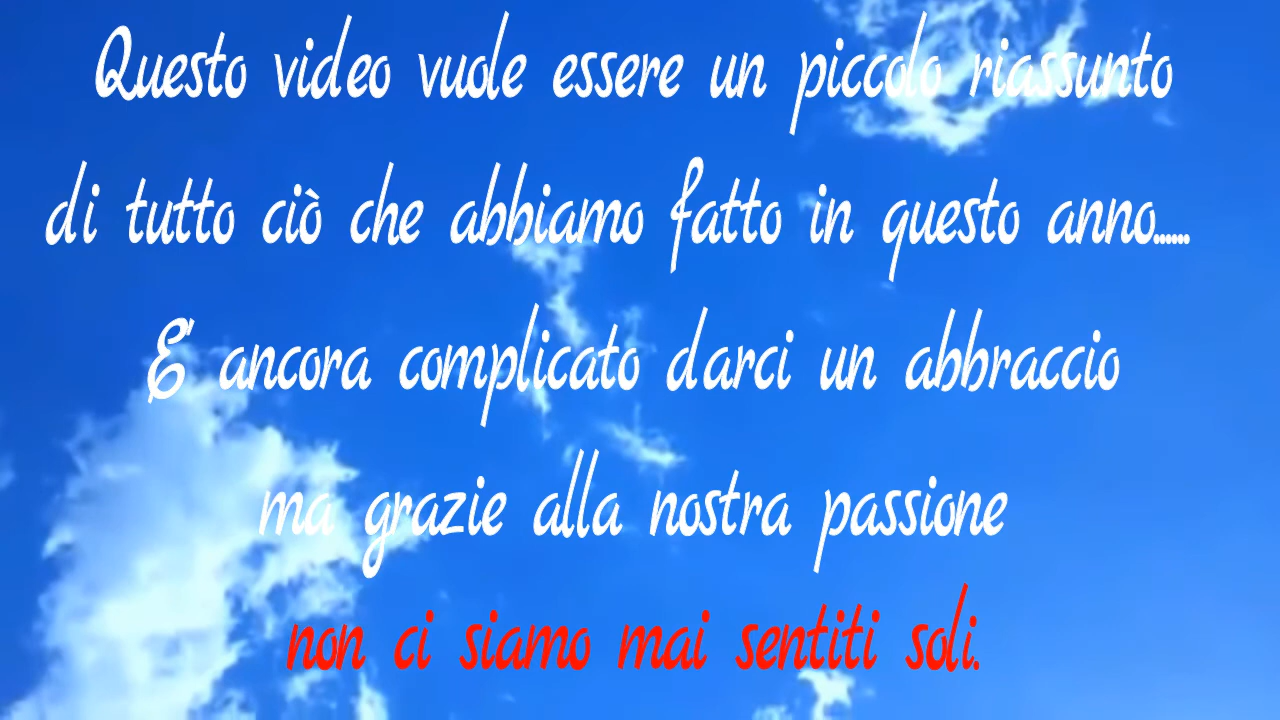 Questo video vuole essere un piccolo riassunto
di tutto ciò che abbiamo fatto in questo anno......
E' ancora complicato darci un abbraccio
ma grazie alla nostra passione
non ci siamo mai sentiti soli.